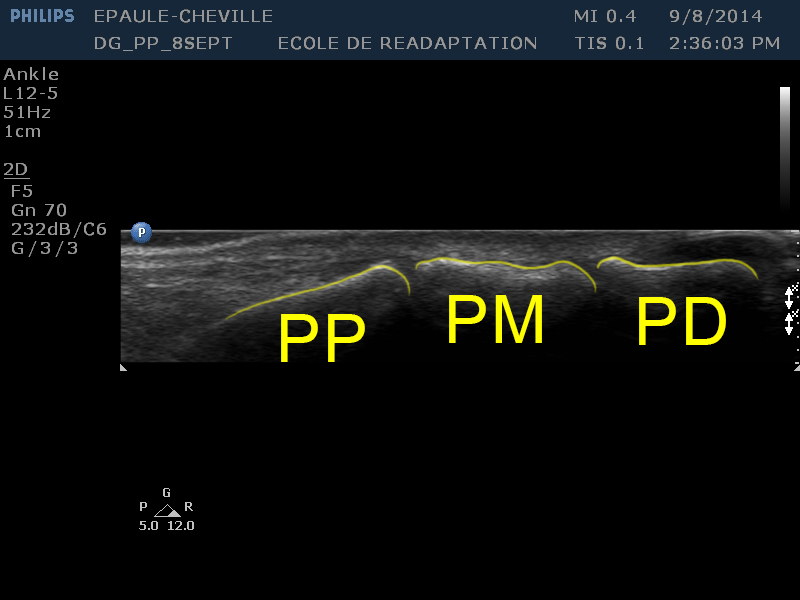 PHILIPS EPAULE-CHEVILLE MI 0.4 9/8/2014
DG_PP_8SEPT ECOLE DE READAPTATION TIS 0.1 2:36:03 PM
Ankle
L12-5
51Hz
1cm
2D
F5
Gn 70
232dB/C6
G/3/3
P
PP PM PD
G
P R
5.0 12.0